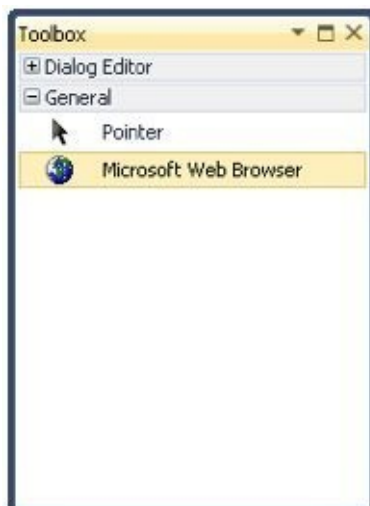 Toolbox
Dialog Editor
General
Pointer
Microsoft Web Browser